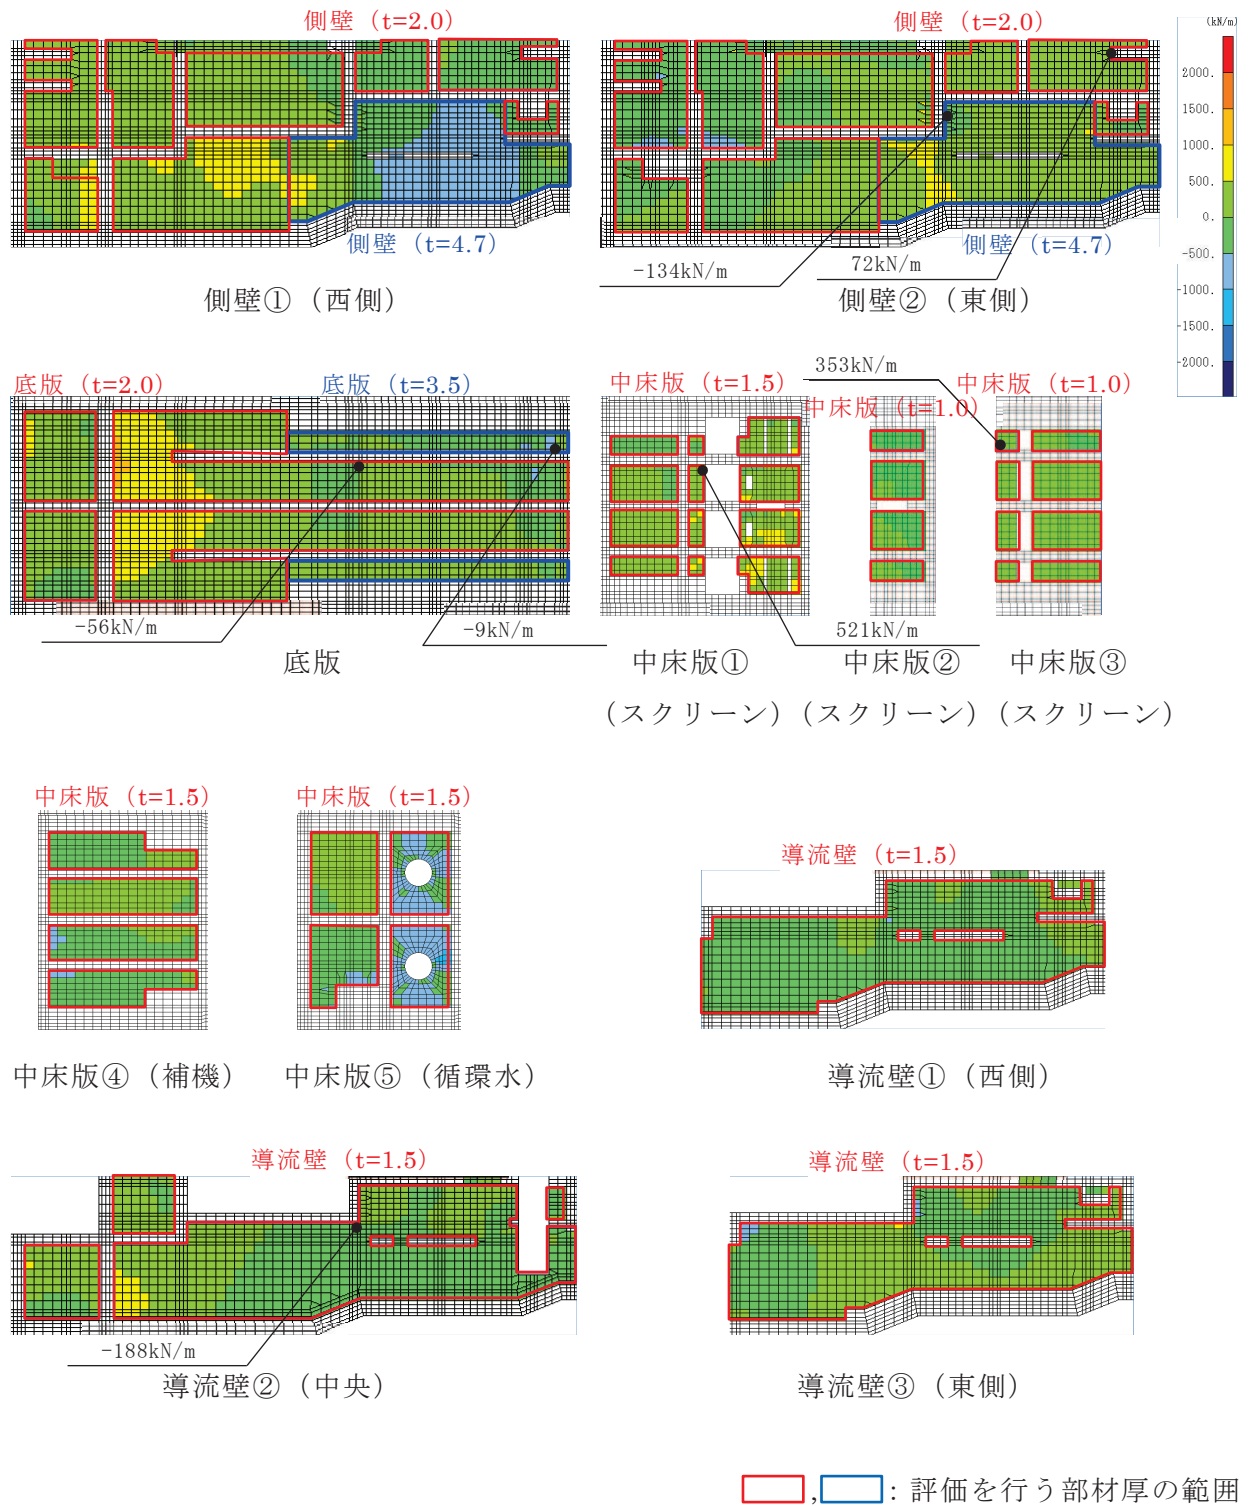 側壁（t=2.0）
側壁（t=2.0）
(kN/m)
2000.
1500.
1000.
500.
0.
-500.
-1000.
-1500.
-2000.
側壁（t=4.7）
側壁（t=4.7）
-134kN/m
72kN/m
側壁①（西側）
側壁②（東側）
底版（t=2.0）
底版（t=3.5）
中床版（t=1.5）
353kN/m
中床版（t=1.0）
中床版（t=1.0）
-56kN/m
-9kN/m
521kN/m
底版
中床版①
中床版②
中床版③
（スクリーン）（スクリーン）（スクリーン）
中床版（t=1.5）
中床版（t=1.5）
導流壁（t=1.5）
中床版④（補機）
中床版⑤（循環水）
導流壁①（西側）
導流壁（t=1.5）
導流壁（t=1.5）
-188kN/m
導流壁②（中央）
導流壁③（東側）
,：評価を行う部材厚の範囲